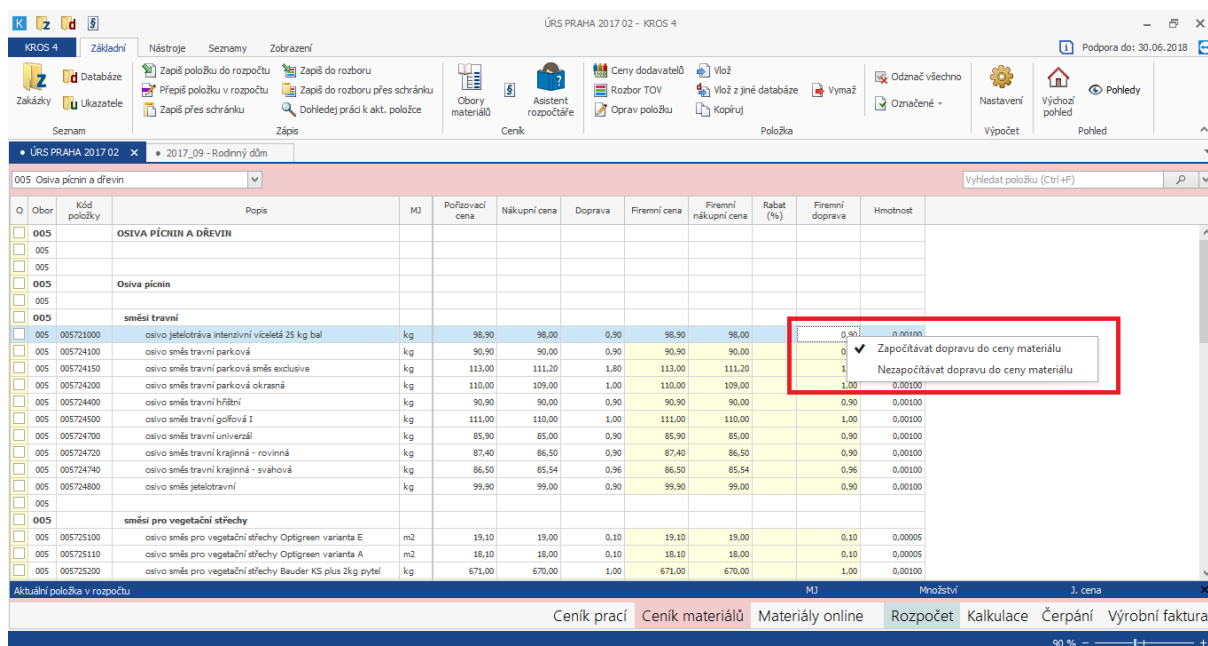 K z d § ÚRS PRAHA 2017 02 - KROS 4
KROS 4 Základní Nástroje Seznamy Zobrazení Podpora do: 30.06.2018
Zakázky
Databáze
Ukazatele
Seznam
Zapiš položku do rozpočtu
Přepiš položku v rozpočtu
Zapiš přes schránku
Zapiš do rozboru
Zapiš do rozboru přes schránku
Dohledej práci k akt. položce
Zápis
Obory materiálů
§
Asistent rozpočtáře
Ceník
Ceny dodavatelů
Rozbor TOV
Oprav položku
Vlož
Vlož z jiné databáze
Kopíruj
Vymaž
Odznač všechno
Označené
Položka
Nastavení
Výpočet
Výchozí pohled
Pohledy
Pohled
ÚRS PRAHA 2017 02 2017_09 - Rodinný dům
005 Osiva pícnin a dřevin Vyhledat položku (Ctrl+F)
O Obor Kód položky Popis MJ Pořizovací cena Nákupní cena Doprava Firemní cena Firemní nákupní cena Rabat (%) Firemní doprava Hmotnost
005 OSIVA PÍCNIN A DŘEVIN
005
005
005 Osiva pícnin
005
005 směsi travní
005 005721000 osivo jetelotráva intenzivní víceletá 25 kg bal kg 98,90 98,00 0,90 98,90 98,00 0,90 0,00100
005 005724100 osivo směs travní parková kg 90,90 90,00 0,90 90,90 90,00
Započítávat dopravu do ceny materiálu
005 005724150 osivo směs travní parková směs exclusive kg 113,00 111,20 1,80 113,00 111,20
Nezapočítávat dopravu do ceny materiálu
005 005724200 osivo směs travní parková okrasná kg 110,00 109,00 1,00 110,00 109,00 1,00 0,00100
005 005724400 osivo směs travní hřištní kg 90,90 90,00 0,90 90,90 90,00 0,90 0,00100
005 005724500 osivo směs travní golfová I kg 111,00 110,00 1,00 111,00 110,00 1,00 0,00100
005 005724700 osivo směs travní univerzál kg 85,90 85,00 0,90 85,90 85,00 0,90 0,00100
005 005724720 osivo směs travní krajinná - rovinná kg 87,40 86,50 0,90 87,40 86,50 0,90 0,00100
005 005724740 osivo směs travní krajinná - svahová kg 86,50 85,54 0,96 86,50 85,54 0,96 0,00100
005 005724800 osivo směs jetelotravní kg 99,90 99,00 0,90 99,90 99,00 0,90 0,00100
005
005 směsi pro vegetační střechy
005 005725100 osivo směs pro vegetační střechy Optigreen varianta E m2 19,10 19,00 0,10 19,10 19,00 0,10 0,00005
005 005725110 osivo směs pro vegetační střechy Optigreen varianta A m2 18,10 18,00 0,10 18,10 18,00 0,10 0,00005
005 005725200 osivo směs pro vegetační střechy Bauder KS plus 2kg pytel kg 671,00 670,00 1,00 671,00 670,00 1,00 0,00100
Aktuální položka v rozpočtu MJ Množství J. cena
Ceník prací Ceník materiálů Materiály online Rozpočet Kalkulace Čerpání Výrobní faktura
90 %